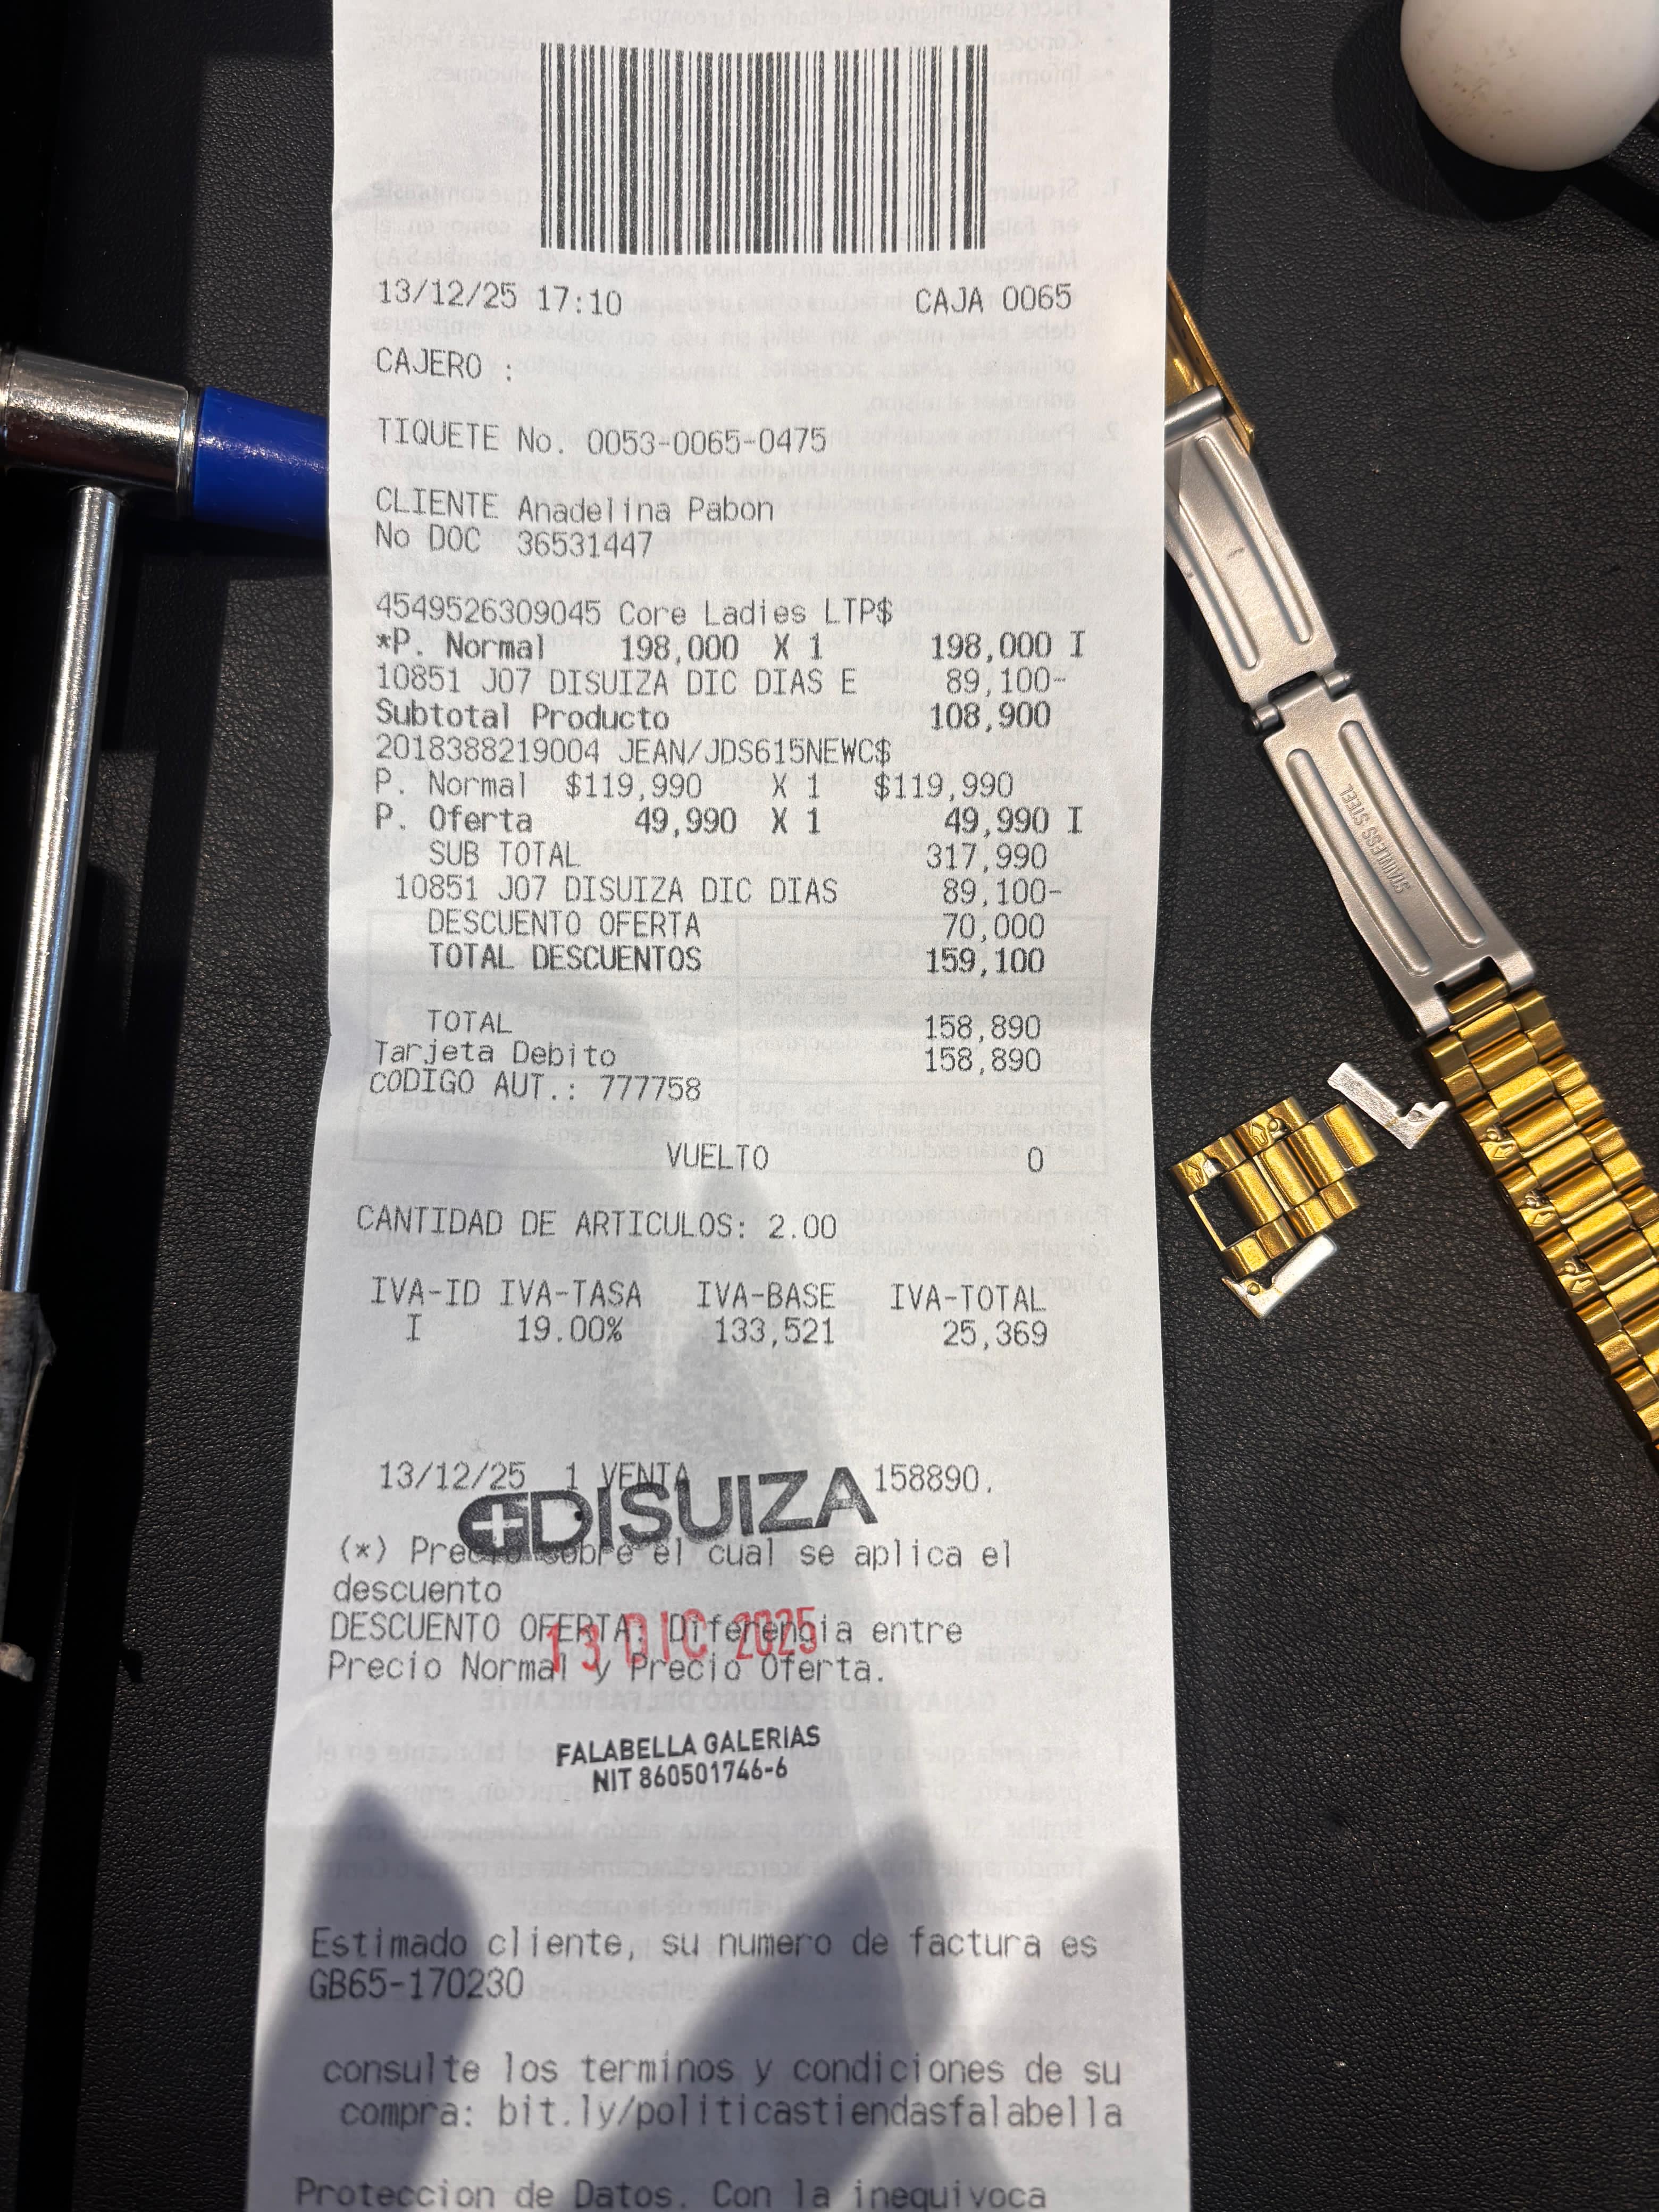 13/12/25 17:10 CAJA 0065
CAJERO :
TIQUETE No. 0053-0065-0475
CLIENTE Anadelina Pabon
No DOC 36531447
4549526309045 Core Ladies LTP$
*P. Normal 198,000 X 1 198,000 I
10851 J07 DISUIZA DIC DIAS E 89,100-
Subtotal Producto 108,900
2018388219004 JEAN/JDS615NEWC$
P. Normal $119,990 X 1 $119,990
P. Oferta 49,990 X 1 49,990 I
SUB TOTAL 317,990
10851 J07 DISUIZA DIC DIAS 89,100-
DESCUENTO OFERTA 70,000
TOTAL DESCUENTOS 159,100
TOTAL 158,890
Tarjeta Debito 158,890
CODIGO AUT.: 777758
VUELTO 0
CANTIDAD DE ARTICULOS: 2.00
IVA-ID IVA-TASA IVA-BASE IVA-TOTAL
I 19.00% 133,521 25,369
13/12/25 1 VENTA 158890.
DISUIZA
(*) Precio sobre el cual se aplica el
descuento
DESCUENTO OFERTA: Diferencia entre
13 DIC 2025
Precio Normal y Precio Oferta.
FALABELLA GALERIAS
NIT 860501746-6
Estimado cliente, su numero de factura es
GB65-170230
consulte los terminos y condiciones de su
compra: bit.ly/politicastiendasfalabella
Proteccion de Datos. Con la inequivoca
STAINLESS STEEL